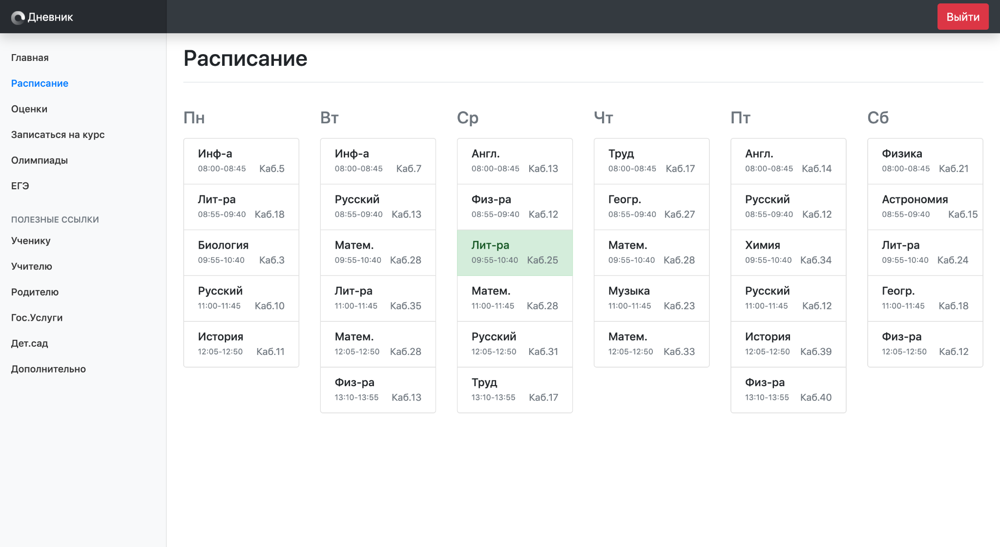 Дневник
Выйти
Главная
Расписание
Оценки
Записаться на курс
Олимпиады
ЕГЭ
ПОЛЕЗНЫЕ ССЫЛКИ
Ученику
Учителю
Родителю
Гос.Услуги
Дет.сад
Дополнительно
Расписание
Пн
Инф-а
08:00-08:45 Каб.5
Лит-ра
08:55-09:40 Каб.18
Биология
09:55-10:40 Каб.3
Русский
11:00-11:45 Каб.10
История
12:05-12:50 Каб.11
Вт
Инф-а
08:00-08:45 Каб.7
Русский
08:55-09:40 Каб.13
Матем.
09:55-10:40 Каб.28
Лит-ра
11:00-11:45 Каб.35
Матем.
12:05-12:50 Каб.28
Физ-ра
13:10-13:55 Каб.13
Ср
Англ.
08:00-08:45 Каб.13
Физ-ра
08:55-09:40 Каб.12
Лит-ра
09:55-10:40 Каб.25
Матем.
11:00-11:45 Каб.28
Русский
12:05-12:50 Каб.31
Труд
13:10-13:55 Каб.17
Чт
Труд
08:00-08:45 Каб.17
Геогр.
08:55-09:40 Каб.27
Матем.
09:55-10:40 Каб.28
Музыка
11:00-11:45 Каб.23
Матем.
12:05-12:50 Каб.33
Пт
Англ.
08:00-08:45 Каб.14
Русский
08:55-09:40 Каб.12
Химия
09:55-10:40 Каб.34
Русский
11:00-11:45 Каб.12
История
12:05-12:50 Каб.39
Физ-ра
13:10-13:55 Каб.40
Сб
Физика
08:00-08:45 Каб.21
Астрономия
08:55-09:40 Каб.15
Лит-ра
09:55-10:40 Каб.24
Геогр.
11:00-11:45 Каб.18
Физ-ра
12:05-12:50 Каб.12